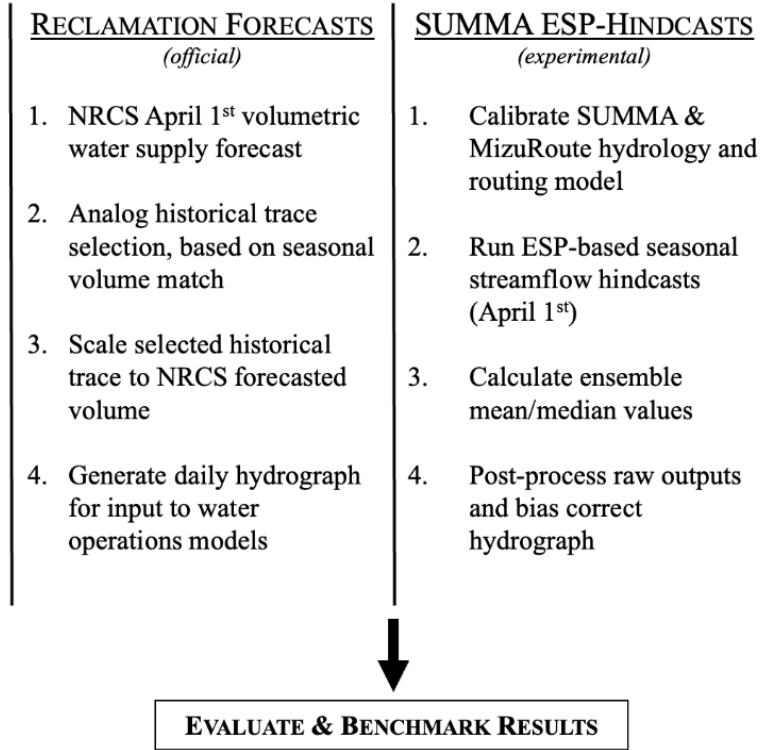 RECLAMATION FORECASTS
(official)
1. NRCS April 1st volumetric
water supply forecast
2. Analog historical trace
selection, based on seasonal
volume match
3. Scale selected historical
trace to NRCS forecasted
volume
4. Generate daily hydrograph
for input to water
operations models
SUMMA ESP-HINDCASTS
(experimental)
1. Calibrate SUMMA &
MizuRoute hydrology and
routing model
2. Run ESP-based seasonal
streamflow hindcasts
(April 1st)
3. Calculate ensemble
mean/median values
4. Post-process raw outputs
and bias correct
hydrograph
EVALUATE & BENCHMARK RESULTS